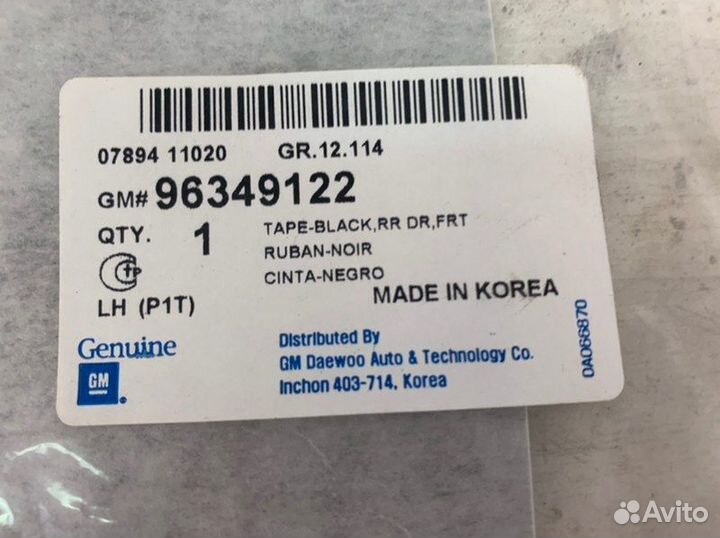 07894 11020 GR.12.114
GM# 96349122
QTY. 1 TAPE-BLACK,RR DR,FRT
RUBAN-NOIR
CINTA-NEGRO
LH (P1T) MADE IN KOREA
Genuine
GM
Distributed By
GM Daewoo Auto & Technology Co.
Inchon 403-714, Korea
0A066870
Avito